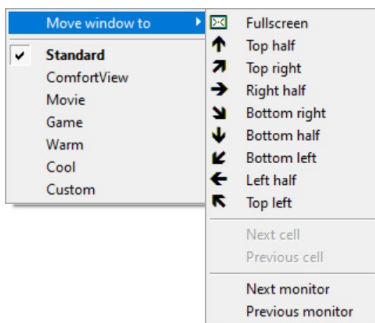 Move window to
Standard
ComfortView
Movie
Game
Warm
Cool
Custom
Fullscreen
Top half
Top right
Right half
Bottom right
Bottom half
Bottom left
Left half
Top left
Next cell
Previous cell
Next monitor
Previous monitor